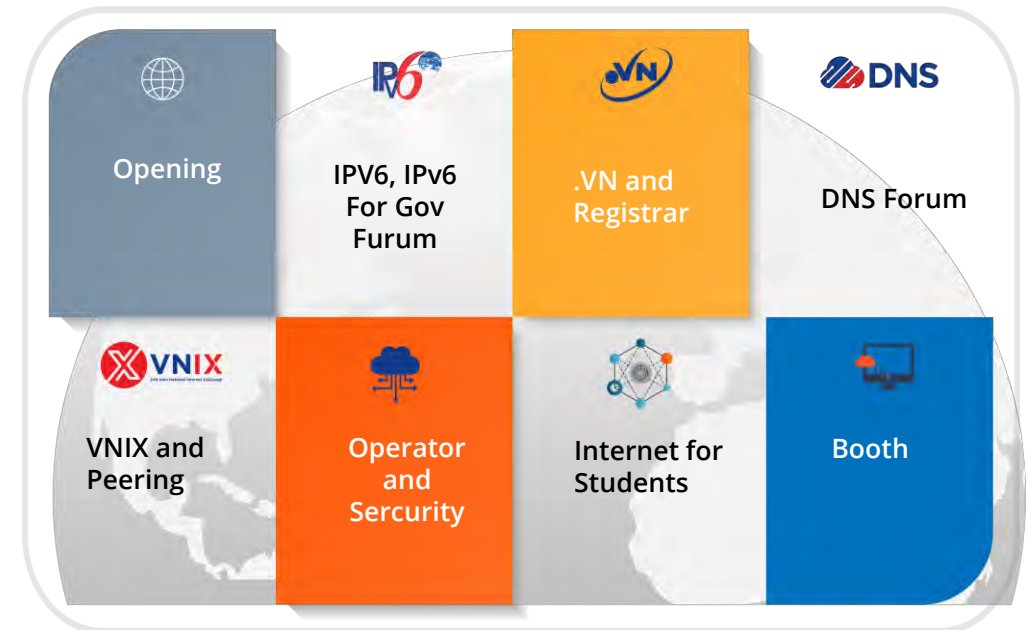 IPv6
.VN
DNS
Opening
IPV6, IPv6
For Gov
Furum
.VN and
Registrar
DNS Forum
VNIX
VNIX and
Peering
Operator
and
Sercurity
Internet for
Students
Booth